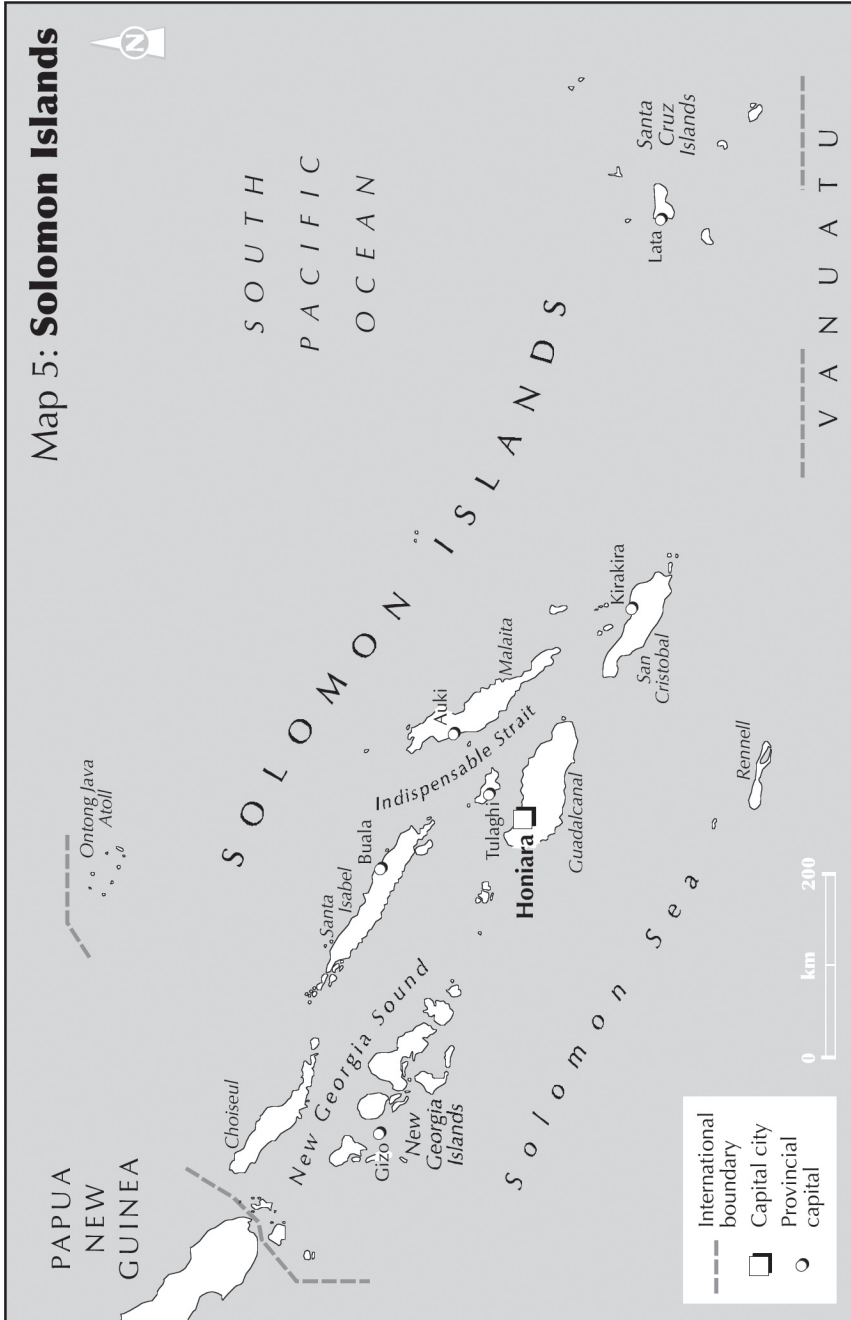 Map 5: Solomon Islands
N
PAPUA
NEW
GUINEA
Ontong Java
Atoll
SOUTH
PACIFIC
OCEAN
Choiseul
New Georgia Sound
Gizo
New
Georgia
Islands
Santa
Isabel
Buala
SOLOMON ISLANDS
Indispensable Strait
Auki
Malaita
Tulaghi
Honiara
Guadalcanal
Kirakira
San
Cristobal
Rennell
Solomon Sea
Lata
Santa
Cruz
Islands
VANUATU
International
boundary
Capital city
Provincial
capital
0 km 200